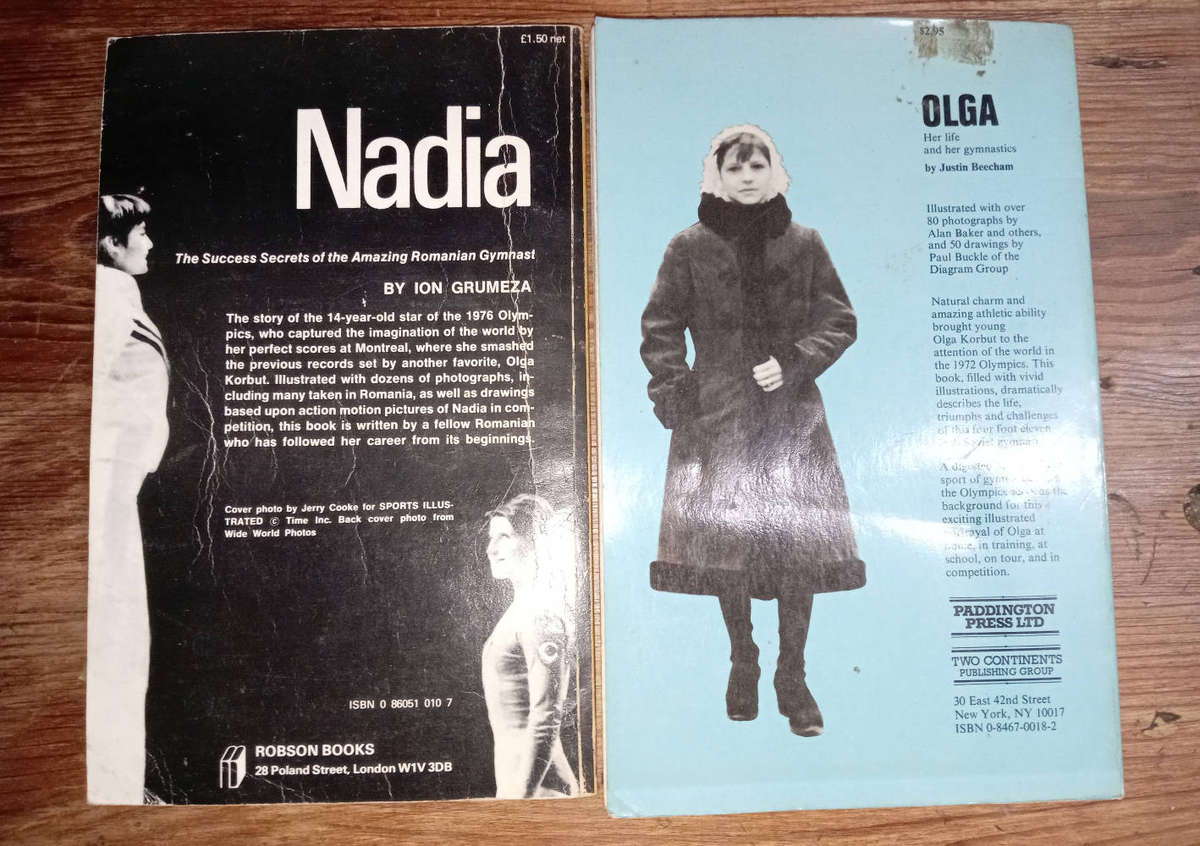 £1.50 net
Nadia
The Success Secrets of the Amazing Romanian Gymnast
BY ION GRUMEZA
The story of the 14-year-old star of the 1976 Olym-
pics, who captured the imagination of the world by
her perfect scores at Montreal, where she smashed
the previous records set by another favorite, Olga
Korbut. Illustrated with dozens of photographs, in-
cluding many taken in Romania, as well as drawings
based upon action motion pictures of Nadia in com-
petition, this book is written by a fellow Romanian
who has followed her career from its beginnings.
Cover photo by Jerry Cooke for SPORTS ILLUS-
TRATED © Time Inc. Back cover photo from
Wide World Photos
ISBN 0 86051 010 7
ROBSON BOOKS
28 Poland Street, London W1V 3DB
$2.95
OLGA
Her life
and her gymnastics
by Justin Beecham
Illustrated with over
80 photographs by
Alan Baker and others,
and 50 drawings by
Paul Buckle of the
Diagram Group
Natural charm and
amazing athletic ability
brought young
Olga Korbut to the
attention of the world in
the 1972 Olympics. This
book, filled with vivid
illustrations, dramatically
describes the life,
triumphs and challenges
of this four foot eleven
Soviet gymnast
A
sport of
the Olympics as the
background for this
exciting illustrated
of Olga at
in training, at
school, on tour, and in
competition.
PADDINGTON
PRESS LTD
TWO CONTINENTS
PUBLISHING GROUP
30 East 42nd Street
New York, NY 10017
ISBN 0-8467-0018-2